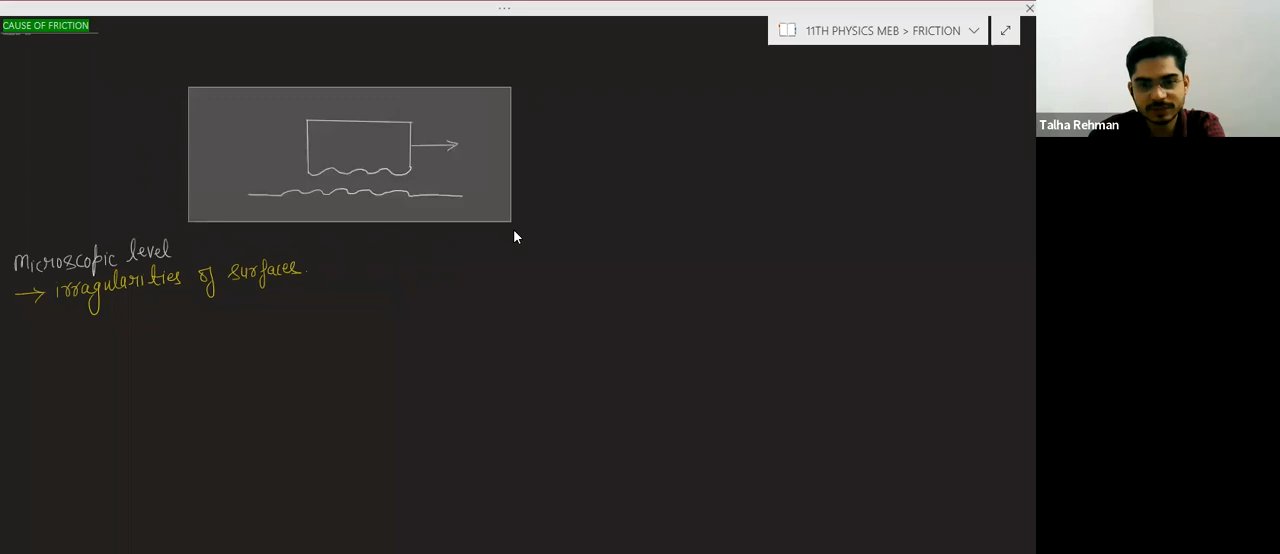 CAUSE OF FRICTION
11TH PHYSICS MEB > FRICTION
Talha Rehman
Microscopic level
→ irragularities of surfaces.